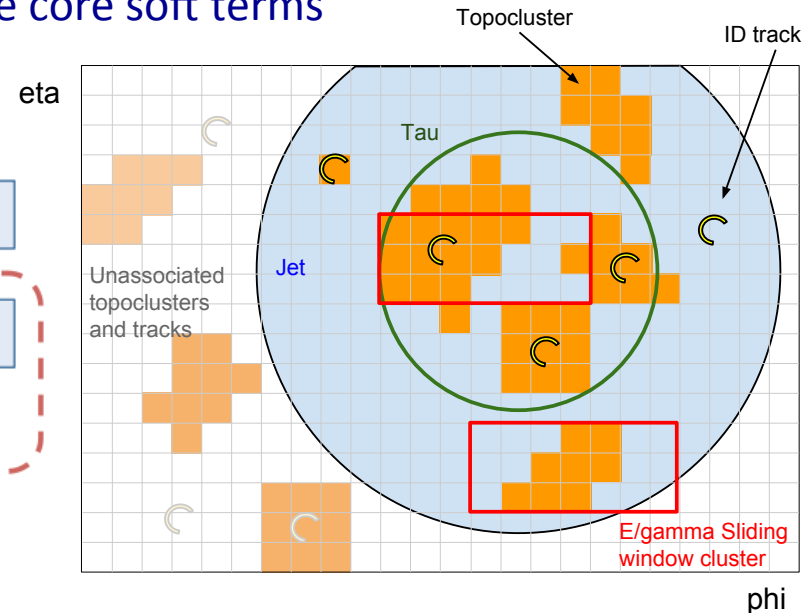 e core soft terms
Topocluster
ID track
eta
Tau
Jet
Unassociated
topoclusters
and tracks
E/gamma Sliding
window cluster
phi